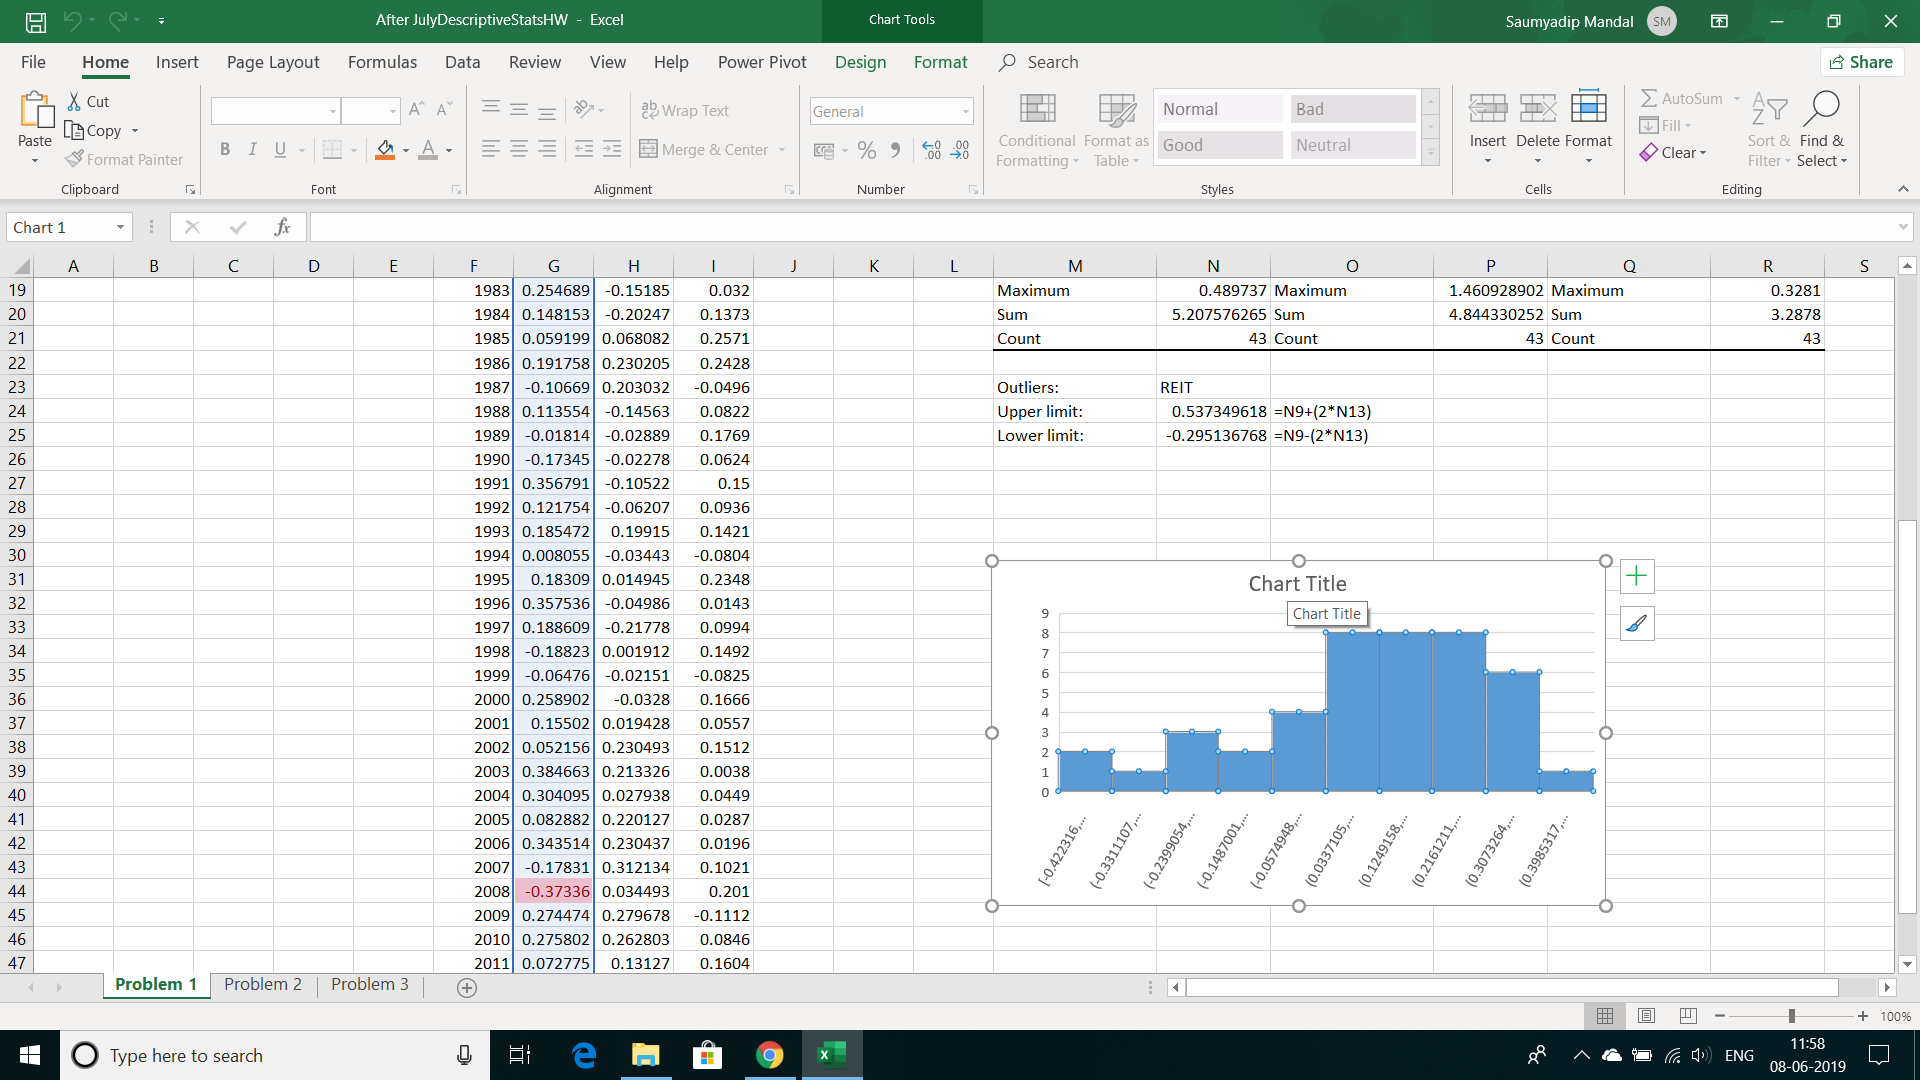 After JulyDescriptiveStatsHW - Excel
Chart Tools
Saumyadip Mandal SM
File Home Insert Page Layout Formulas Data Review View Help Power Pivot Design Format Search Share
Paste
Cut
Copy
Format Painter
Clipboard
B I U
Font
Wrap Text
Merge & Center
Alignment
General
Number
Conditional Formatting
Format as Table
Normal Bad
Good Neutral
Styles
Insert Delete Format
Cells
AutoSum
Fill
Clear
Sort & Filter
Find & Select
Editing
Chart 1
fx
A B C D E F G H I J K L M N O P Q R S
19 1983 0.254689 -0.15185 0.032 Maximum 0.489737 Maximum 1.460928902 Maximum 0.3281
20 1984 0.148153 -0.20247 0.1373 Sum 5.207576265 Sum 4.844330252 Sum 3.2878
21 1985 0.059199 0.068082 0.2571 Count 43 Count 43 Count 43
22 1986 0.191758 0.230205 0.2428
23 1987 -0.10669 0.203032 -0.0496 Outliers: REIT
24 1988 0.113554 -0.14563 0.0822 Upper limit: 0.537349618 =N9+(2*N13)
25 1989 -0.01814 -0.02889 0.1769 Lower limit: -0.295136768 =N9-(2*N13)
26 1990 -0.17345 -0.02278 0.0624
27 1991 0.356791 -0.10522 0.15
28 1992 0.121754 -0.06207 0.0936
29 1993 0.185472 0.19915 0.1421
30 1994 0.008055 -0.03443 -0.0804
31 1995 0.18309 0.014945 0.2348
32 1996 0.357536 -0.04986 0.0143
33 1997 0.188609 -0.21778 0.0994
34 1998 -0.18823 0.001912 0.1492
35 1999 -0.06476 -0.02151 -0.0825
36 2000 0.258902 -0.0328 0.1666
37 2001 0.15502 0.019428 0.0557
38 2002 0.052156 0.230493 0.1512
39 2003 0.384663 0.213326 0.0038
40 2004 0.304095 0.027938 0.0449
41 2005 0.082882 0.220127 0.0287
42 2006 0.343514 0.230437 0.0196
43 2007 -0.17831 0.312134 0.1021
44 2008 -0.37336 0.034493 0.201
45 2009 0.274474 0.279678 -0.1112
46 2010 0.275802 0.262803 0.0846
47 2011 0.072775 0.13127 0.1604
Chart Title
Chart Title
9
8
7
6
5
4
3
2
1
0
[-0.422316,...
(-0.3311107,...
(-0.2399054,...
(-0.1487001,...
(-0.0574948,...
(0.0337105,...
(0.1249158,...
(0.2161211,...
(0.3073264,...
(0.3985317,...
Problem 1 Problem 2 Problem 3
100%
Type here to search
ENG
11:58
08-06-2019